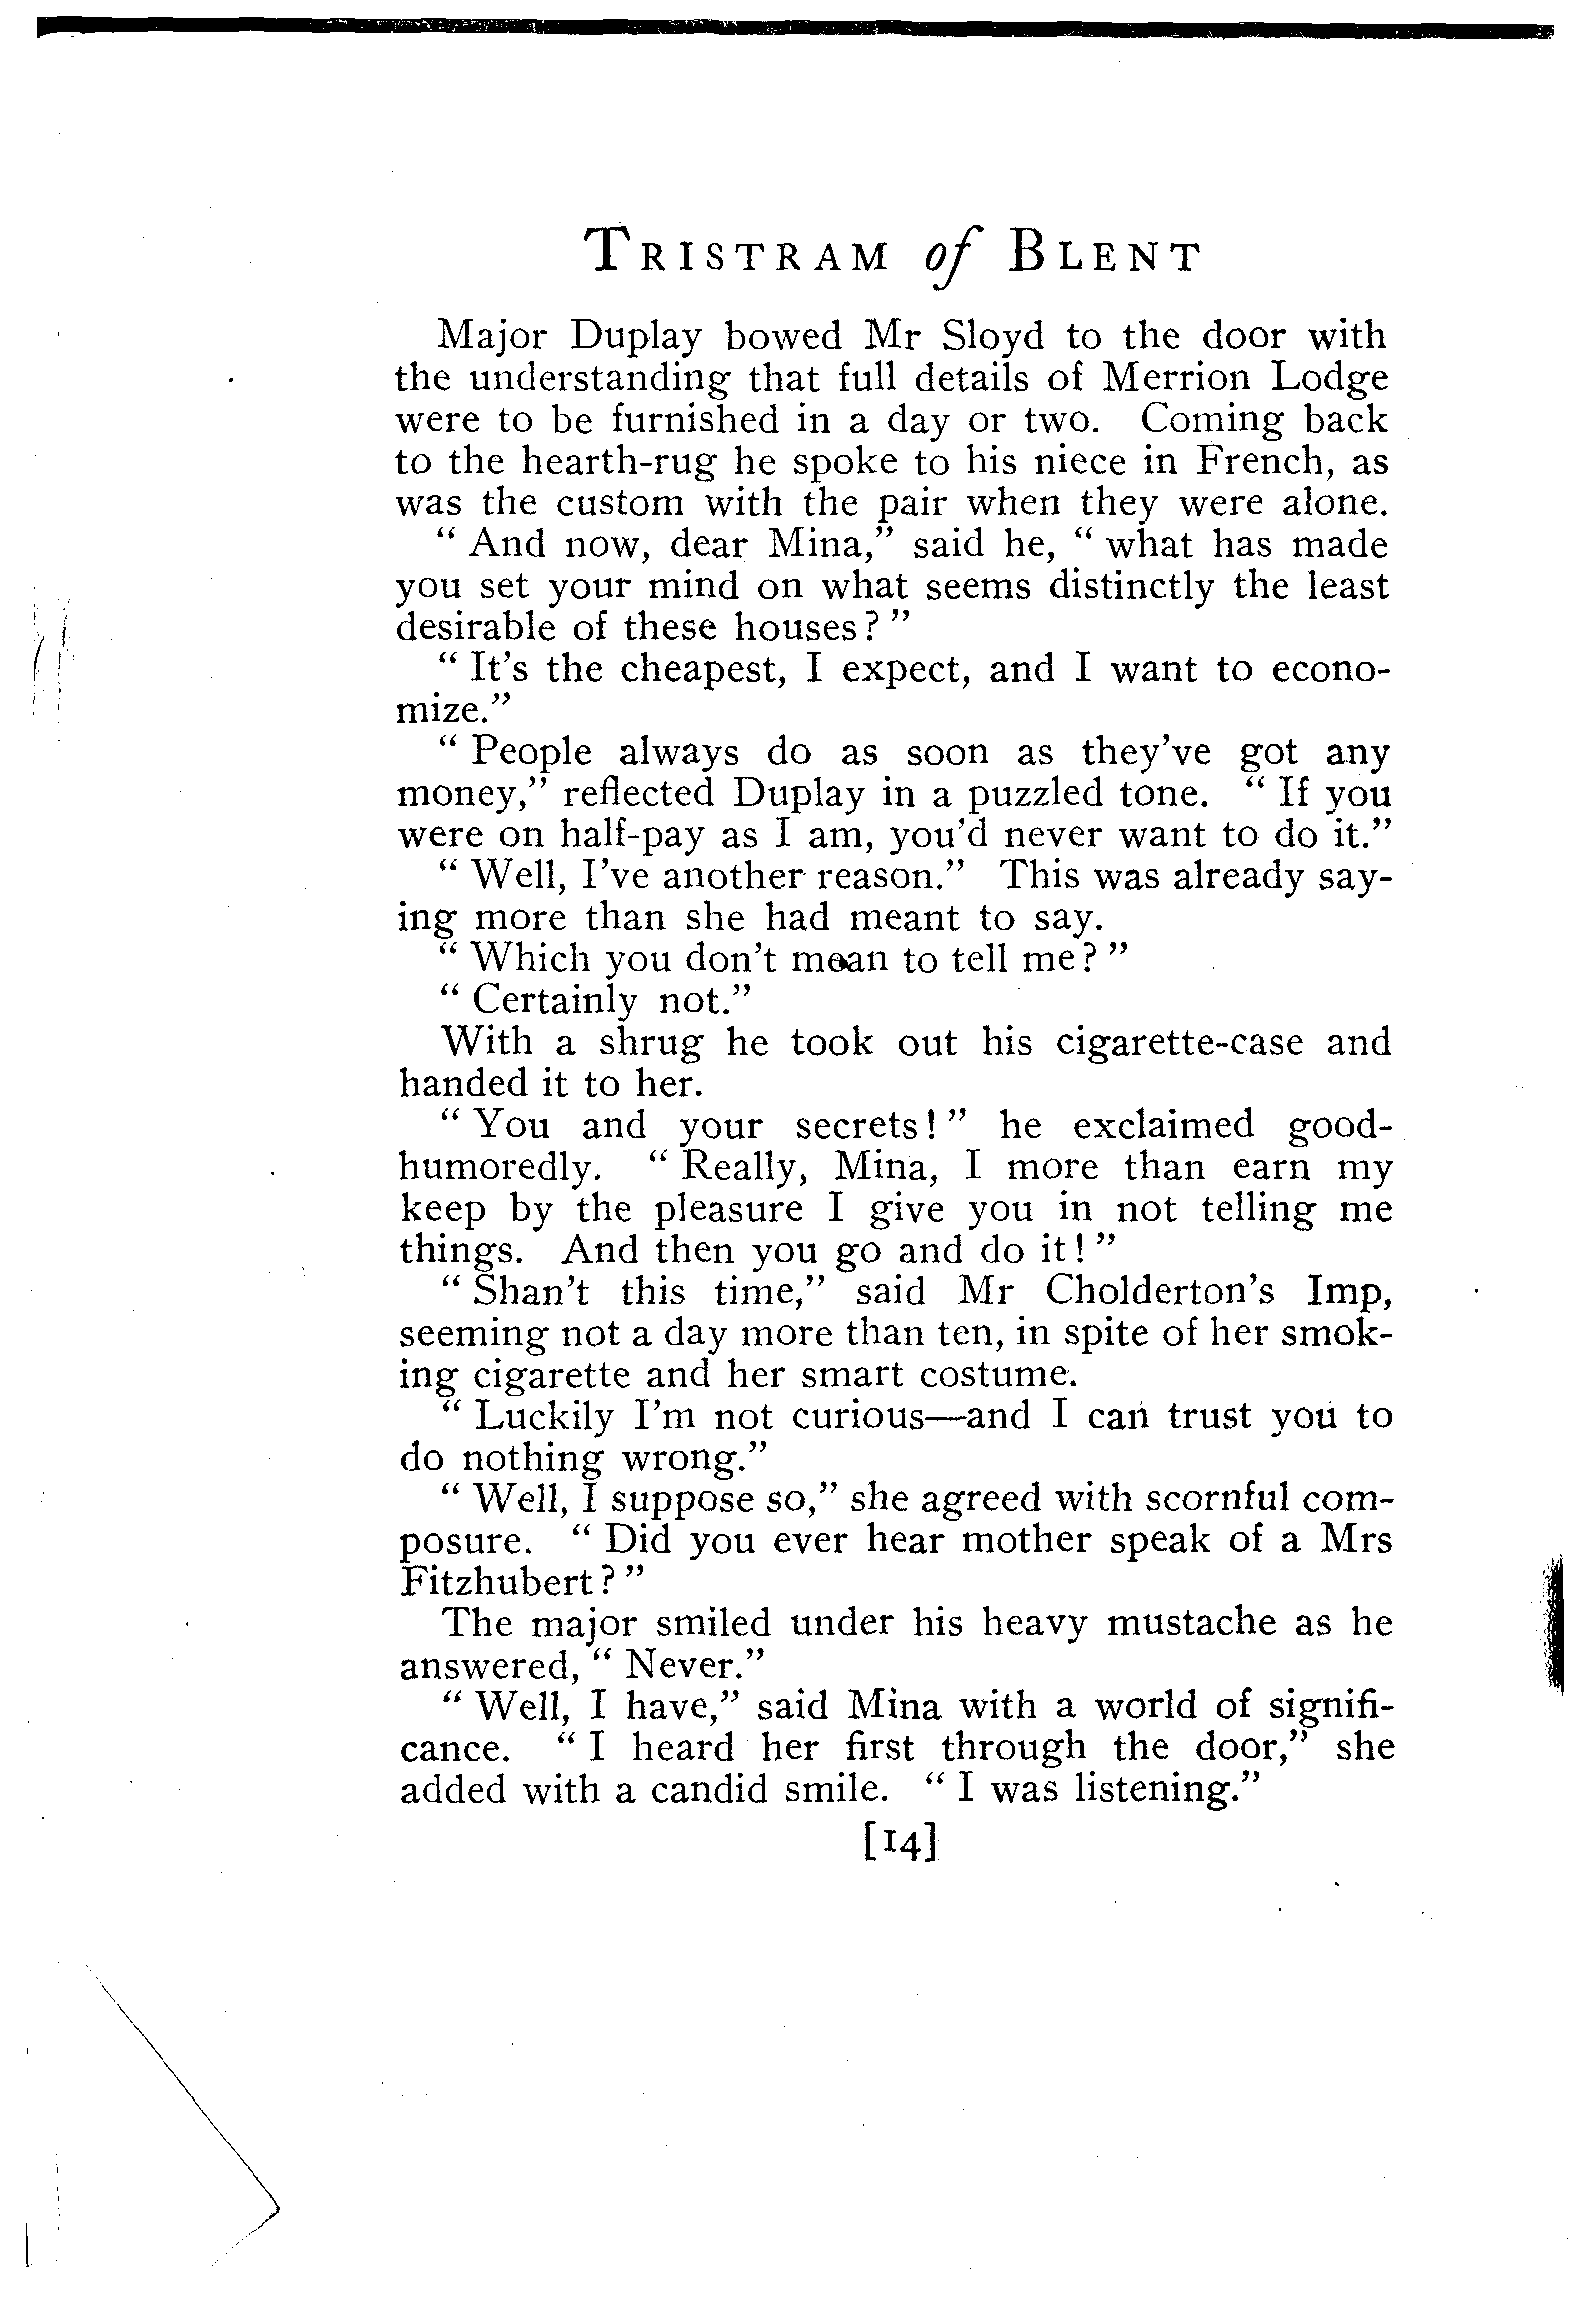 TRISTRAM of BLENT
Major Duplay bowed Mr Sloyd to the door with
the understanding that full details of Merrion Lodge
were to be furnished in a day or two. Coming back
to the hearth-rug he spoke to his niece in French, as
was the custom with the pair when they were alone.
“ And now, dear Mina,” said he, “ what has made
you set your mind on what seems distinctly the least
desirable of these houses? ”
“ It’s the cheapest, I expect, and I want to econo-
mize.”
“ People always do as soon as they’ve got any
money,” reflected Duplay in a puzzled tone. “ If you
were on half-pay as I am, you’d never want to do it.”
“ Well, I’ve another reason.” This was already say-
ing more than she had meant to say.
“ Which you don’t mean to tell me? ”
“ Certainly not.”
With a shrug he took out his cigarette-case and
handed it to her.
“ You and your secrets! ” he exclaimed good-
humoredly. “ Really, Mina, I more than earn my
keep by the pleasure I give you in not telling me
things. And then you go and do it! ”
“ Shan’t this time,” said Mr Cholderton’s Imp,
seeming not a day more than ten, in spite of her smok-
ing cigarette and her smart costume.
“ Luckily I’m not curious—and I can trust you to
do nothing wrong.”
“ Well, I suppose so,” she agreed with scornful com-
posure. “ Did you ever hear mother speak of a Mrs
Fitzhubert? ”
The major smiled under his heavy mustache as he
answered, “ Never.”
“ Well, I have,” said Mina with a world of signifi-
cance. “ I heard her first through the door,” she
added with a candid smile. “ I was listening.”
[14]